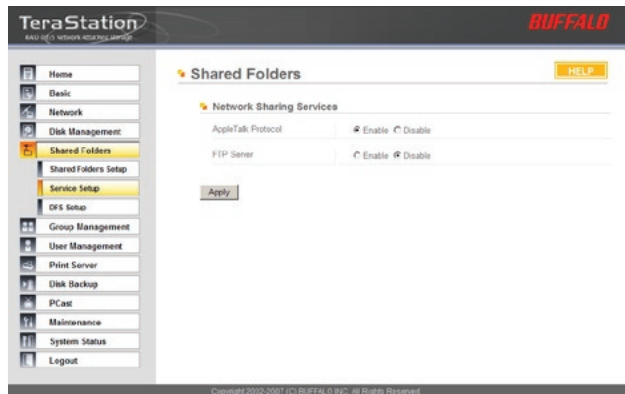 TeraStation
BUFFALO
Home
Basic
Network
Disk Management
Shared Folders
Shared Folders Setup
Service Setup
DFS Setup
Group Management
User Management
Print Server
Disk Backup
PCast
Maintenance
System Status
Logout
Shared Folders
HELP
Network Sharing Services
AppleTalk Protocol
Enable Disable
FTP Server
Enable Disable
Apply
Copyright 2002-2007 (C) BUFFALO INC. All Rights Reserved